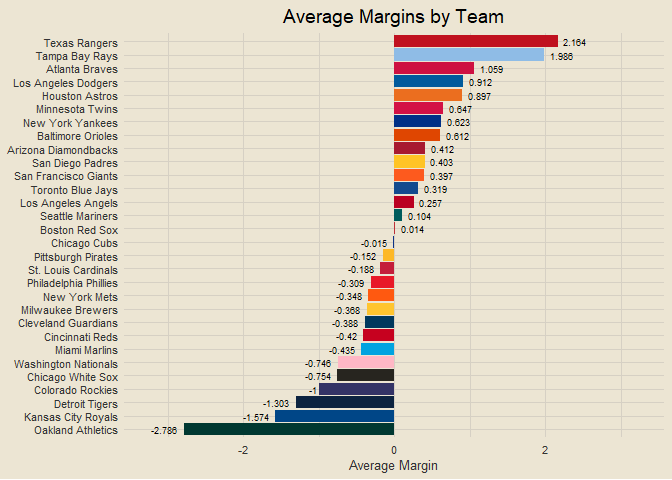 Average Margins by Team
Texas Rangers 2.164
Tampa Bay Rays 1.986
Atlanta Braves 1.059
Los Angeles Dodgers 0.912
Houston Astros 0.897
Minnesota Twins 0.647
New York Yankees 0.623
Baltimore Orioles 0.612
Arizona Diamondbacks 0.412
San Diego Padres 0.403
San Francisco Giants 0.397
Toronto Blue Jays 0.319
Los Angeles Angels 0.257
Seattle Mariners 0.104
Boston Red Sox 0.014
Chicago Cubs -0.015
Pittsburgh Pirates -0.152
St. Louis Cardinals -0.188
Philadelphia Phillies -0.309
New York Mets -0.348
Milwaukee Brewers -0.368
Cleveland Guardians -0.388
Cincinnati Reds -0.42
Miami Marlins -0.435
Washington Nationals -0.746
Chicago White Sox -0.754
Colorado Rockies -1
Detroit Tigers -1.303
Kansas City Royals -1.574
Oakland Athletics -2.786
-2 0 2
Average Margin